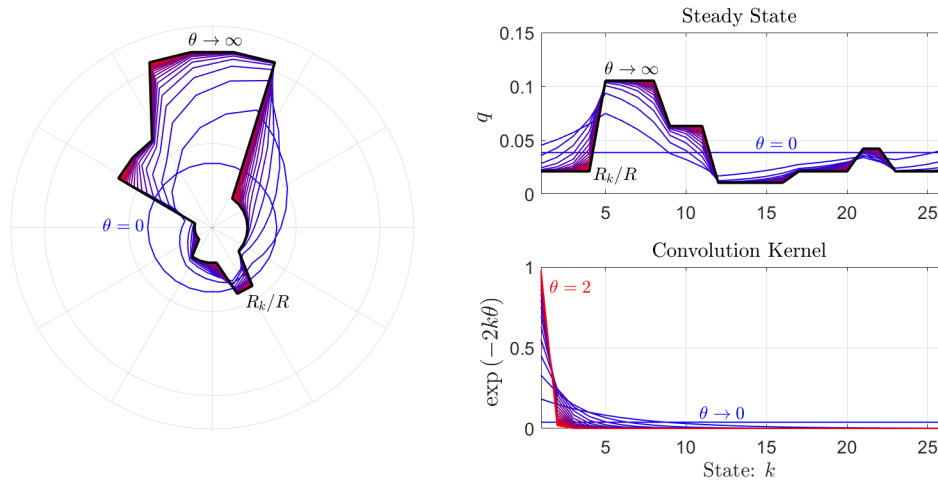 θ → ∞
θ = 0
R_k/R
Steady State
0.15
0.1
0.05
0
q
θ → ∞
θ = 0
R_k/R
5
10
15
20
25
Convolution Kernel
1
0.5
0
exp (−2kθ)
θ = 2
θ → 0
5
10
15
20
25
State: k